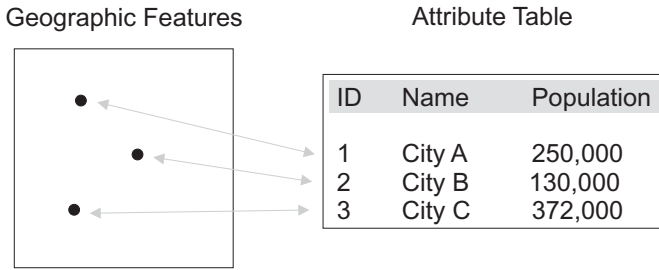 Geographic Features
Attribute Table
ID Name Population
1 City A 250,000
2 City B 130,000
3 City C 372,000